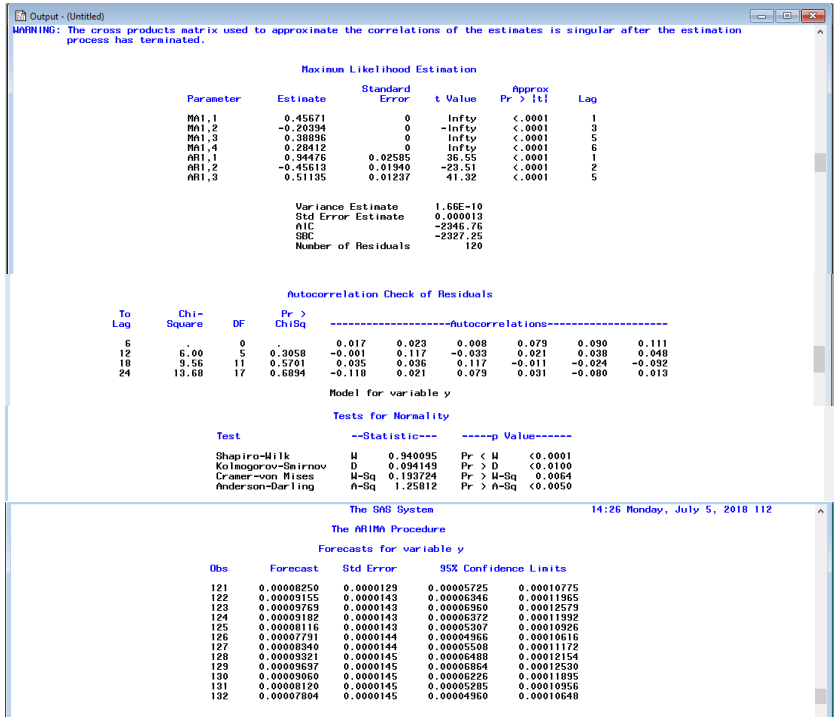 Output - (Untitled)
WARNING: The cross products matrix used to approximate the correlations of the estimates is singular after the estimation
process has terminated.
Maximum Likelihood Estimation
Standard Approx
Parameter Estimate Error t Value Pr > |t| Lag
MA1,1 0.45671 0 Infty <.0001 1
MA1,2 -0.20394 0 -Infty <.0001 3
MA1,3 0.38896 0 Infty <.0001 5
MA1,4 0.28412 0 Infty <.0001 6
AR1,1 0.94476 0.02585 36.55 <.0001 1
AR1,2 -0.45613 0.01940 -23.51 <.0001 2
AR1,3 0.51135 0.01237 41.32 <.0001 5
Variance Estimate 1.66E-10
Std Error Estimate 0.000013
AIC -2346.76
SBC -2327.25
Number of Residuals 120
Autocorrelation Check of Residuals
To Chi- Pr >
Lag Square DF ChiSq --------------------Autocorrelations--------------------
6 . 0 . 0.017 0.023 0.008 0.079 0.090 0.111
12 6.00 5 0.3058 -0.001 0.117 -0.033 0.021 0.038 0.048
18 9.56 11 0.5701 0.035 0.036 0.117 -0.011 -0.024 -0.092
24 13.68 17 0.6894 -0.118 0.021 0.079 0.031 -0.080 0.013
Model for variable y
Tests for Normality
Test --Statistic--- -----p Value------
Shapiro-Wilk W 0.940095 Pr < W <0.0001
Kolmogorov-Smirnov D 0.094149 Pr > D <0.0100
Cramer-von Mises W-Sq 0.193724 Pr > W-Sq 0.0064
Anderson-Darling A-Sq 1.25812 Pr > A-Sq <0.0050
The SAS System 14:26 Monday, July 5, 2018 112
The ARIMA Procedure
Forecasts for variable y
Obs Forecast Std Error 95% Confidence Limits
121 0.00008250 0.0000129 0.00005725 0.00010775
122 0.00009155 0.0000143 0.00006346 0.00011965
123 0.00009769 0.0000143 0.00006960 0.00012579
124 0.00009182 0.0000143 0.00006372 0.00011992
125 0.00008116 0.0000143 0.00005307 0.00010926
126 0.00007791 0.0000144 0.00004966 0.00010616
127 0.00008340 0.0000144 0.00005508 0.00011172
128 0.00009321 0.0000145 0.00006488 0.00012154
129 0.00009697 0.0000145 0.00006864 0.00012530
130 0.00009060 0.0000145 0.00006226 0.00011895
131 0.00008120 0.0000145 0.00005285 0.00010956
132 0.00007804 0.0000145 0.00004960 0.00010648